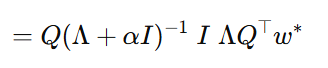 = Q(Λ + αI)⁻¹ I ΛQ^⊤w*